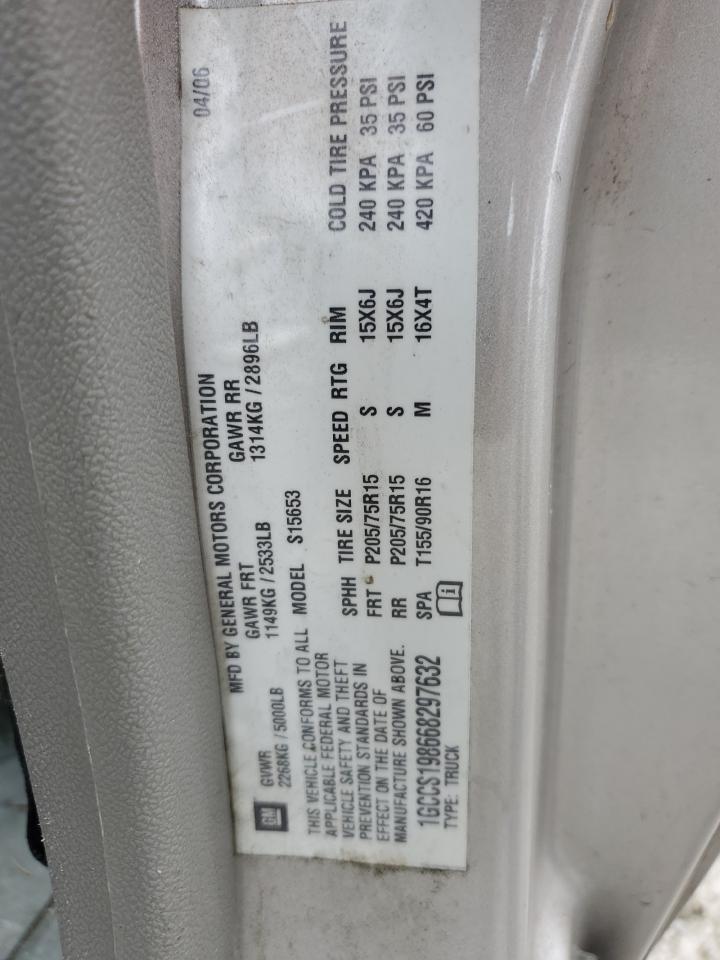 MFD BY GENERAL MOTORS CORPORATION 04/06
GM GVWR GAWR FRT GAWR RR
2268KG/5000LB 1149KG/2533LB 1314KG/2896LB
THIS VEHICLE CONFORMS TO ALL
APPLICABLE FEDERAL MOTOR
VEHICLE SAFETY AND THEFT
PREVENTION STANDARDS IN
EFFECT ON THE DATE OF
MANUFACTURE SHOWN ABOVE.
1GCCS198668297632
TYPE: TRUCK
MODEL S15653
SPHH TIRE SIZE SPEED RTG RIM COLD TIRE PRESSURE
FRT P205/75R15 S 15X6J 240 KPA 35 PSI
RR P205/75R15 S 15X6J 240 KPA 35 PSI
SPA T155/90R16 M 16X4T 420 KPA 60 PSI